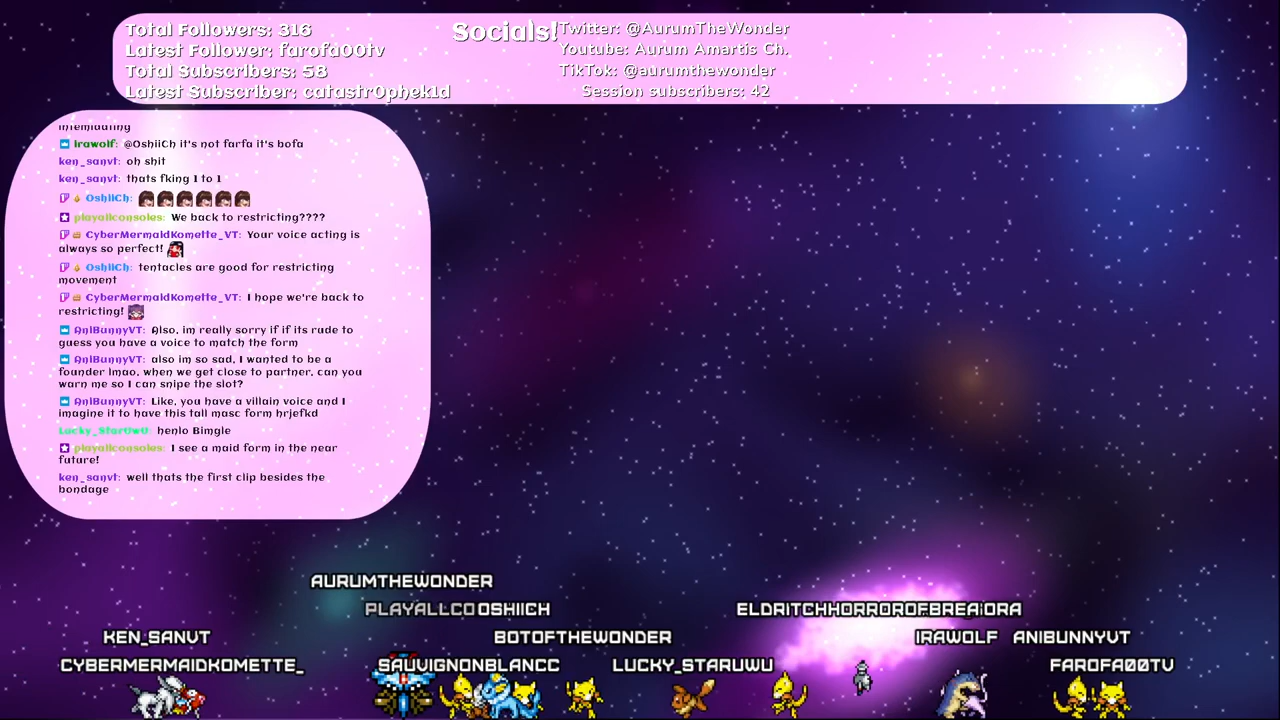 Total Followers: 316
Latest Follower: farofa00tv
Total Subscribers: 58
Latest Subscriber: catastr0phek1d
Socials!
Twitter: @AurumTheWonder
Youtube: Aurum Amartis Ch.
TikTok: @aurumthewonder
Session subscribers: 42
Irawolf: @OshiiCh it's not farfa it's bofa
ken_sanvt: oh shit
ken_sanvt: thats fking 1 to 1
OshiiCh:
playallconsoles: We back to restricting????
CyberMermaidKomette_VT: Your voice acting is
always so perfect!
OshiiCh: tentacles are good for restricting
movement
CyberMermaidKomette_VT: I hope we're back to
restricting!
AniBunnyVT: Also, im really sorry if if its rude to
guess you have a voice to match the form
AniBunnyVT: also im so sad, I wanted to be a
founder lmao, when we get close to partner, can you
warn me so I can snipe the slot?
AniBunnyVT: Like, you have a villain voice and I
imagine it to have this tall masc form hrjefkd
Lucky_StarUwU: henlo Bimgle
playallconsoles: I see a maid form in the near
future!
ken_sanvt: well thats the first clip besides the
bondage
AURUMTHEWONDER
PLAYALLCO OSHIICH
ELDRITCHHORROROFBREA
ORA
KEN_SANVT
BOTOFTHEWONDER
IRAWOLF
ANIBUNNYVT
CYBERMERMAIDKOMETTE_
SAUVIGNONBLANCC
LUCKY_STARUWU
FAROFA00TV